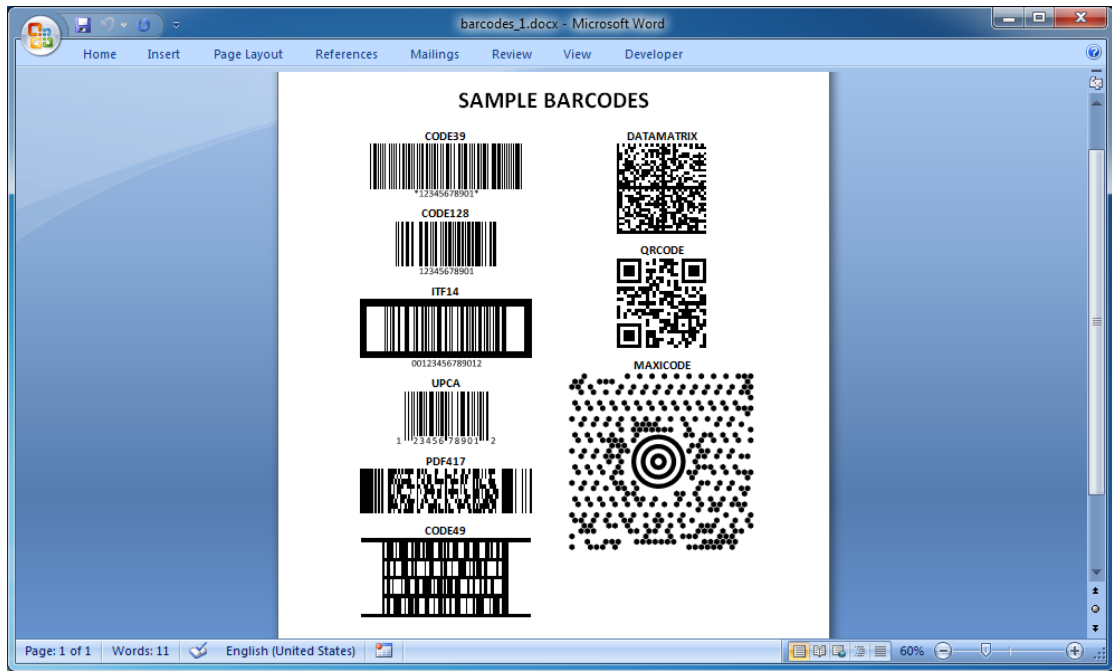 barcodes_1.docx - Microsoft Word
Home Insert Page Layout References Mailings Review View Developer
SAMPLE BARCODES
CODE39
*12345678901*
CODE128
12345678901
ITF14
00123456789012
UPCA
1 23456 78901 2
PDF417
CODE49
DATAMATRIX
QRCODE
MAXICODE
Page: 1 of 1 Words: 11 English (United States) 60%